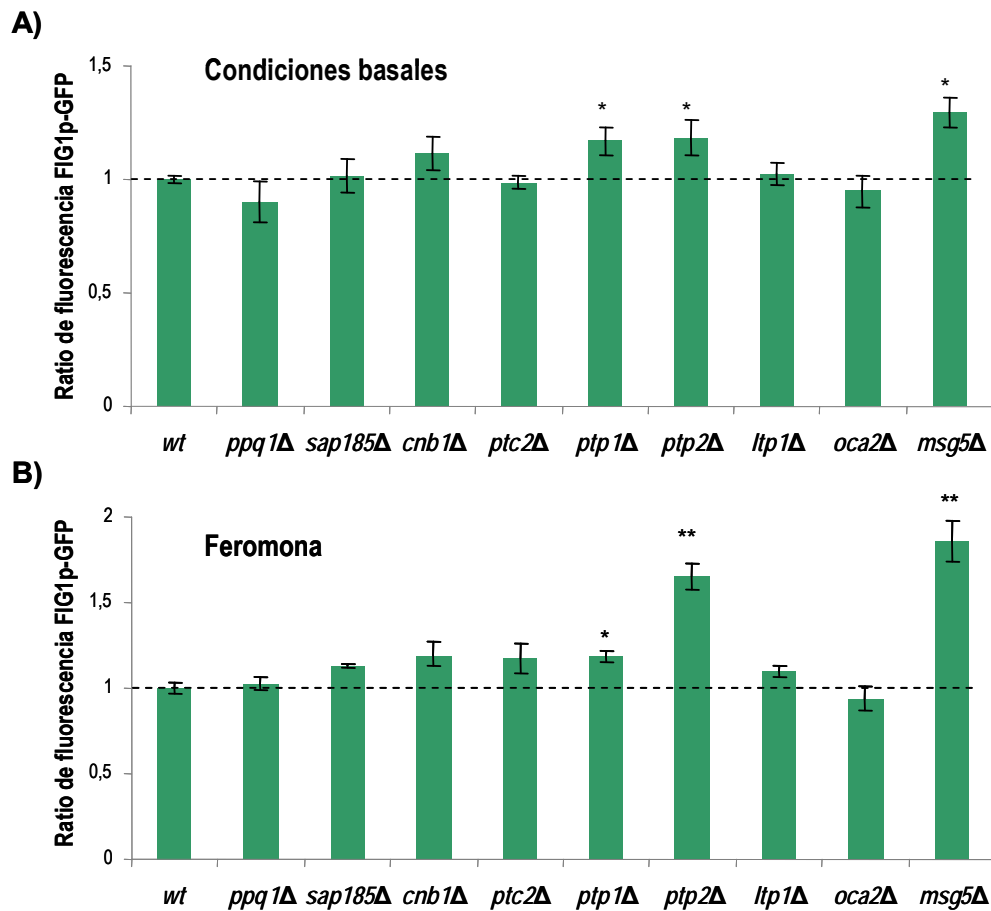 A)
Condiciones basales
Ratio de fluorescencia FIG1p-GFP
1,5
1
0,5
0
* * *
wt ppq1Δ sap185Δ cnb1Δ ptc2Δ ptp1Δ ptp2Δ ltp1Δ oca2Δ msg5Δ
B)
Feromona
Ratio de fluorescencia FIG1p-GFP
2
1,5
1
0,5
0
* ** **
wt ppq1Δ sap185Δ cnb1Δ ptc2Δ ptp1Δ ptp2Δ ltp1Δ oca2Δ msg5Δ